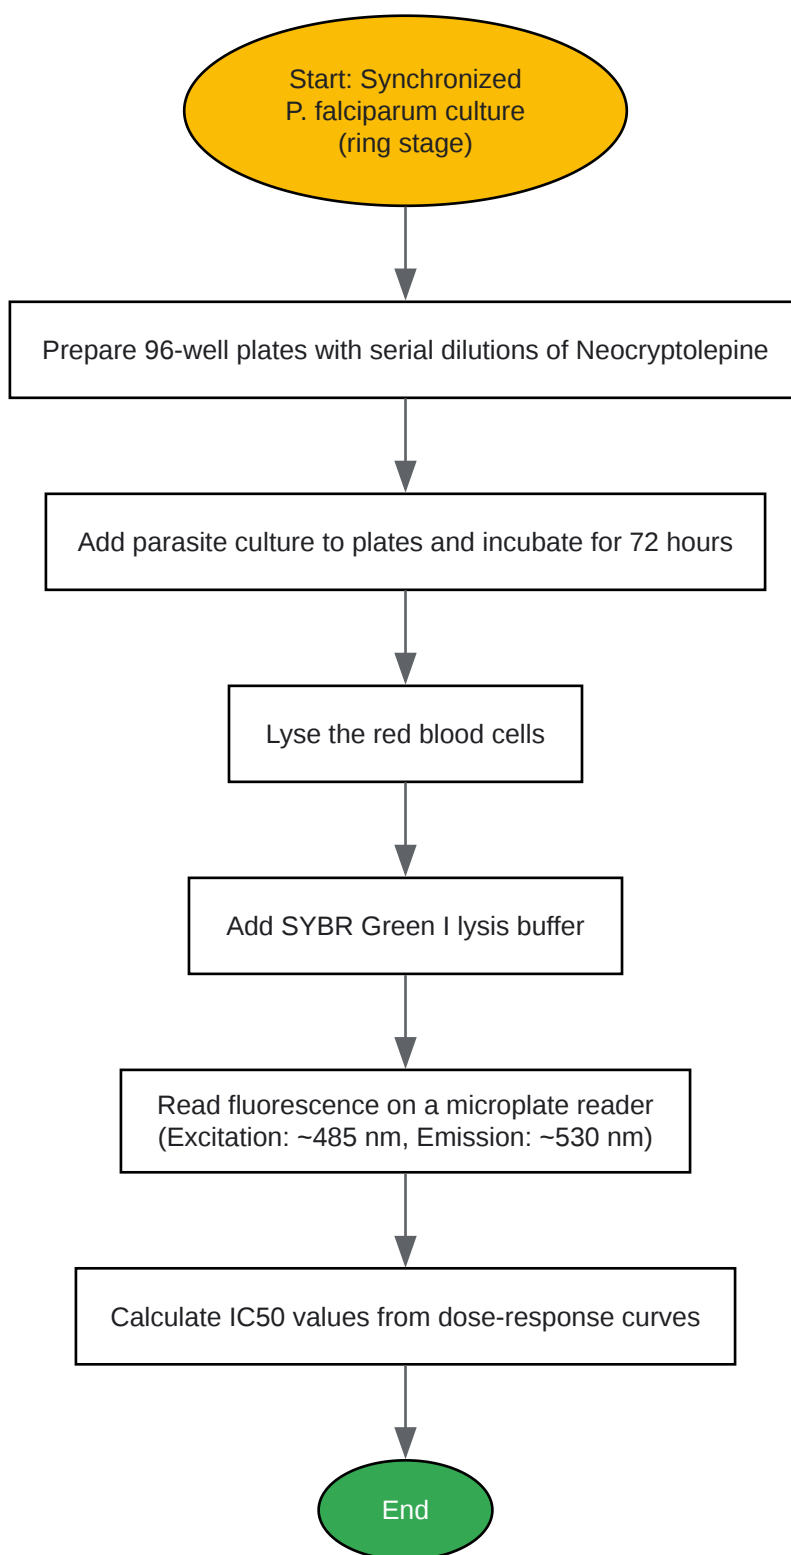 Start: Synchronized
P. falciparum culture
(ring stage)
Prepare 96-well plates with serial dilutions of Neocryptolepine
Add parasite culture to plates and incubate for 72 hours
Lyse the red blood cells
Add SYBR Green I lysis buffer
Read fluorescence on a microplate reader
(Excitation: ~485 nm, Emission: ~530 nm)
Calculate IC50 values from dose-response curves
End